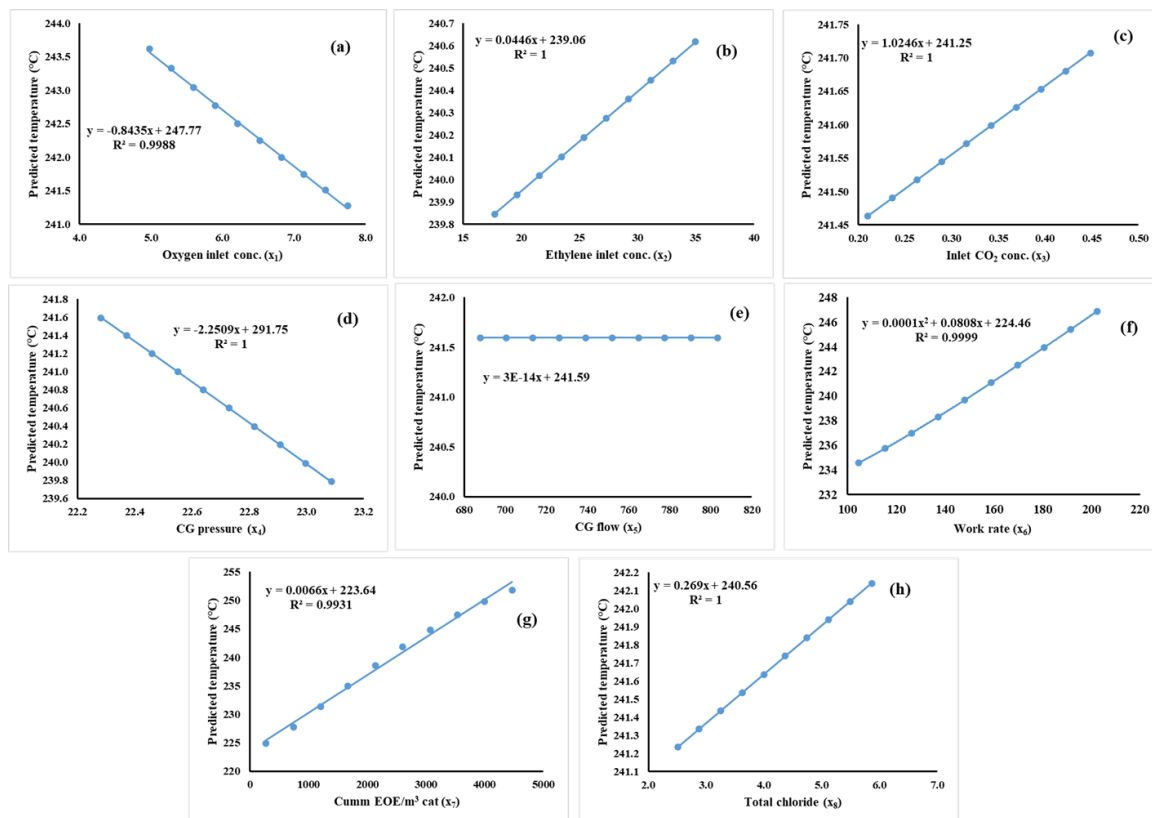 (a)
y = -0.8435x + 247.77
R² = 0.9988
Predicted temperature (°C)
244.0
243.5
243.0
242.5
242.0
241.5
241.0
4.0 5.0 6.0 7.0 8.0
Oxygen inlet conc. (x₁)
(b)
y = 0.0446x + 239.06
R² = 1
Predicted temperature (°C)
240.7
240.6
240.5
240.4
240.3
240.2
240.1
240.0
239.9
239.8
15 20 25 30 35 40
Ethylene inlet conc. (x₂)
(c)
y = 1.0246x + 241.25
R² = 1
Predicted temperature (°C)
241.75
241.70
241.65
241.60
241.55
241.50
241.45
0.20 0.25 0.30 0.35 0.40 0.45 0.50
Inlet CO₂ conc. (x₃)
(d)
y = -2.2509x + 291.75
R² = 1
Predicted temperature (°C)
241.8
241.6
241.4
241.2
241.0
240.8
240.6
240.4
240.2
240.0
239.8
239.6
22.2 22.4 22.6 22.8 23.0 23.2
CG pressure (x₄)
(e)
y = 3E-14x + 241.59
Predicted temperature (°C)
242.0
241.5
241.0
240.5
240.0
680 700 720 740 760 780 800 820
CG flow (x₅)
(f)
y = 0.0001x² + 0.0808x + 224.46
R² = 0.9999
Predicted temperature (°C)
248
246
244
242
240
238
236
234
232
100 120 140 160 180 200 220
Work rate (x₆)
(g)
y = 0.0066x + 223.64
R² = 0.9931
Predicted temperature (°C)
255
250
245
240
235
230
225
220
0 1000 2000 3000 4000 5000
Cumm EOE/m³ cat (x₇)
(h)
y = 0.269x + 240.56
R² = 1
Predicted temperature (°C)
242.2
242.1
242.0
241.9
241.8
241.7
241.6
241.5
241.4
241.3
241.2
241.1
2.0 3.0 4.0 5.0 6.0 7.0
Total chloride (x₈)